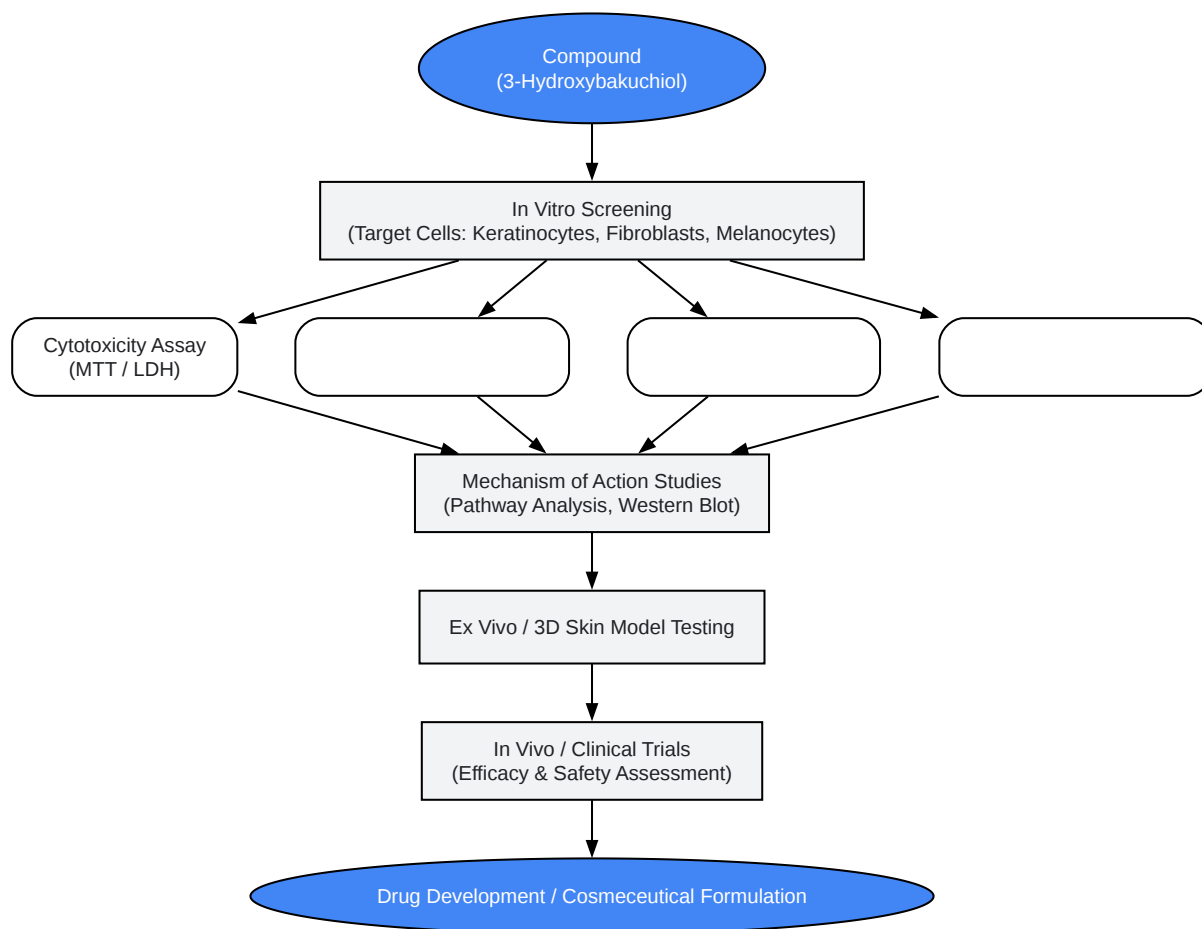 Compound
(3-Hydroxybakuchiol)
In Vitro Screening
(Target Cells: Keratinocytes, Fibroblasts, Melanocytes)
Cytotoxicity Assay
(MTT / LDH)
Mechanism of Action Studies
(Pathway Analysis, Western Blot)
Ex Vivo / 3D Skin Model Testing
In Vivo / Clinical Trials
(Efficacy & Safety Assessment)
Drug Development / Cosmeceutical Formulation